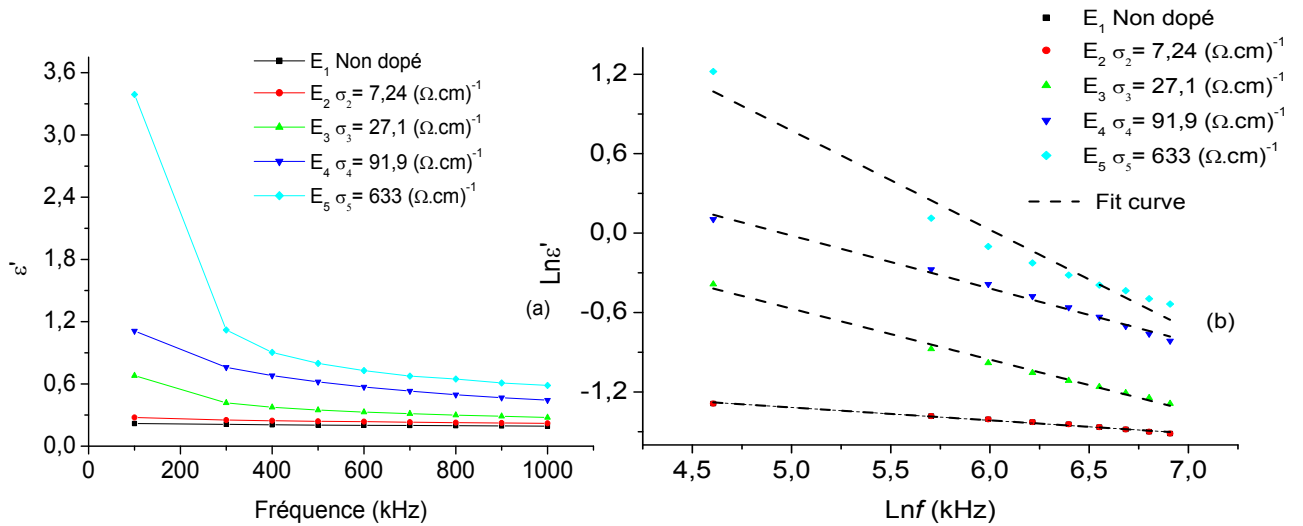 3,6
3,0
2,4
1,8
1,2
0,6
0,0
ε'
0
200
400
600
800
1000
Fréquence (kHz)
E₁ Non dopé
E₂ σ₂= 7,24 (Ω.cm)⁻¹
E₃ σ₃= 27,1 (Ω.cm)⁻¹
E₄ σ₄= 91,9 (Ω.cm)⁻¹
E₅ σ₅= 633 (Ω.cm)⁻¹
(a)
1,2
0,6
0,0
-0,6
-1,2
Lnε'
4,5
5,0
5,5
6,0
6,5
7,0
Lnf (kHz)
E₁ Non dopé
E₂ σ₂= 7,24 (Ω.cm)⁻¹
E₃ σ₃= 27,1 (Ω.cm)⁻¹
E₄ σ₄= 91,9 (Ω.cm)⁻¹
E₅ σ₅= 633 (Ω.cm)⁻¹
Fit curve
(b)